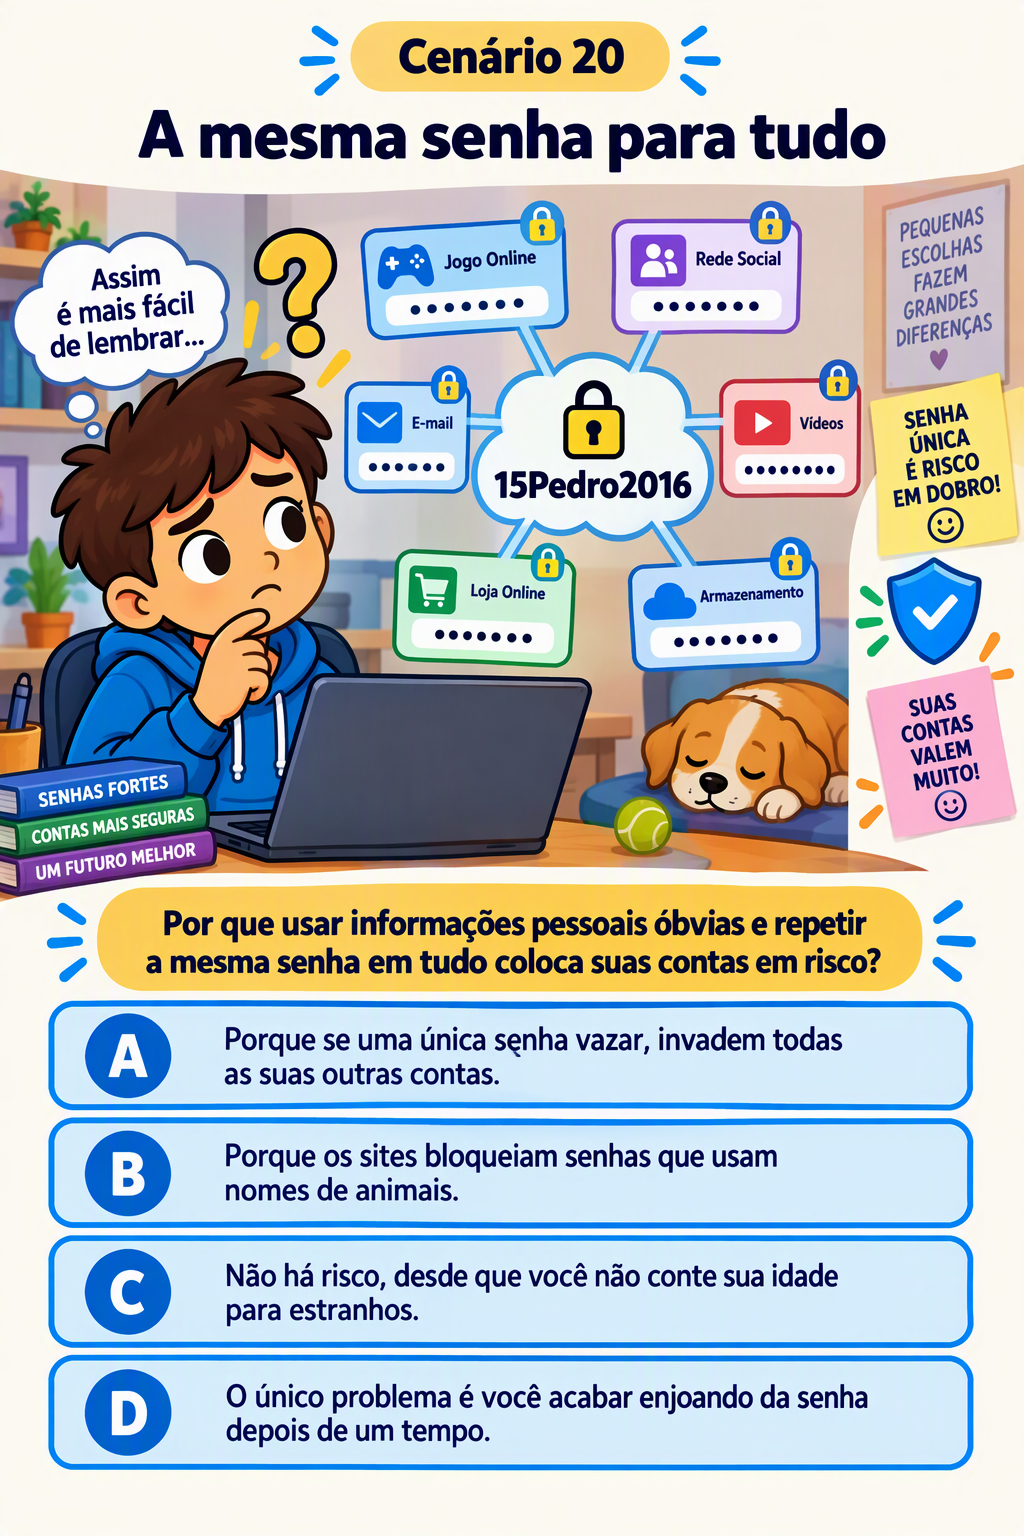 Cenário 20
A mesma senha para tudo
Assim
é mais fácil
de lembrar...
?
Jogo Online
Rede Social
E-mail
Vídeos
15Pedro2016
Loja Online
Armazenamento
PEQUENAS
ESCOLHAS
FAZEM
GRANDES
DIFERENÇAS
SENHA
ÚNICA
É RISCO
EM DOBRO!
SUAS
CONTAS
VALEM
MUITO!
SENHAS FORTES
CONTAS MAIS SEGURAS
UM FUTURO MELHOR
Por que usar informações pessoais óbvias e repetir
a mesma senha em tudo coloca suas contas em risco?
A
Porque se uma única senha vazar, invadem todas
as suas outras contas.
B
Porque os sites bloqueiam senhas que usam
nomes de animais.
C
Não há risco, desde que você não conte sua idade
para estranhos.
D
O único problema é você acabar enjoando da senha
depois de um tempo.